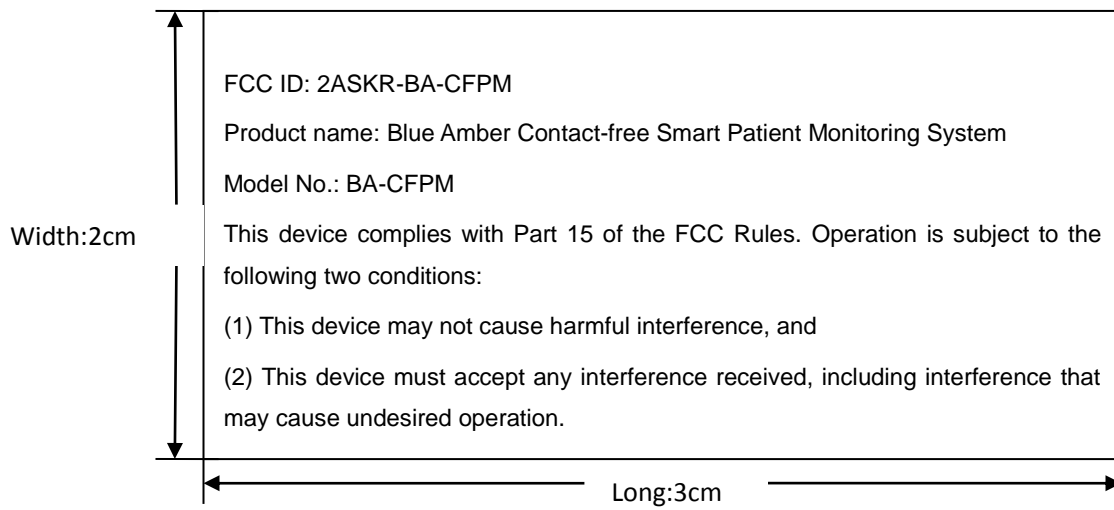 FCC ID: 2ASKR-BA-CFPM
Product name: Blue Amber Contact-free Smart Patient Monitoring System
Model No.: BA-CFPM
Width:2cm
This device complies with Part 15 of the FCC Rules. Operation is subject to the
following two conditions:
(1) This device may not cause harmful interference, and
(2) This device must accept any interference received, including interference that
may cause undesired operation.
Long:3cm